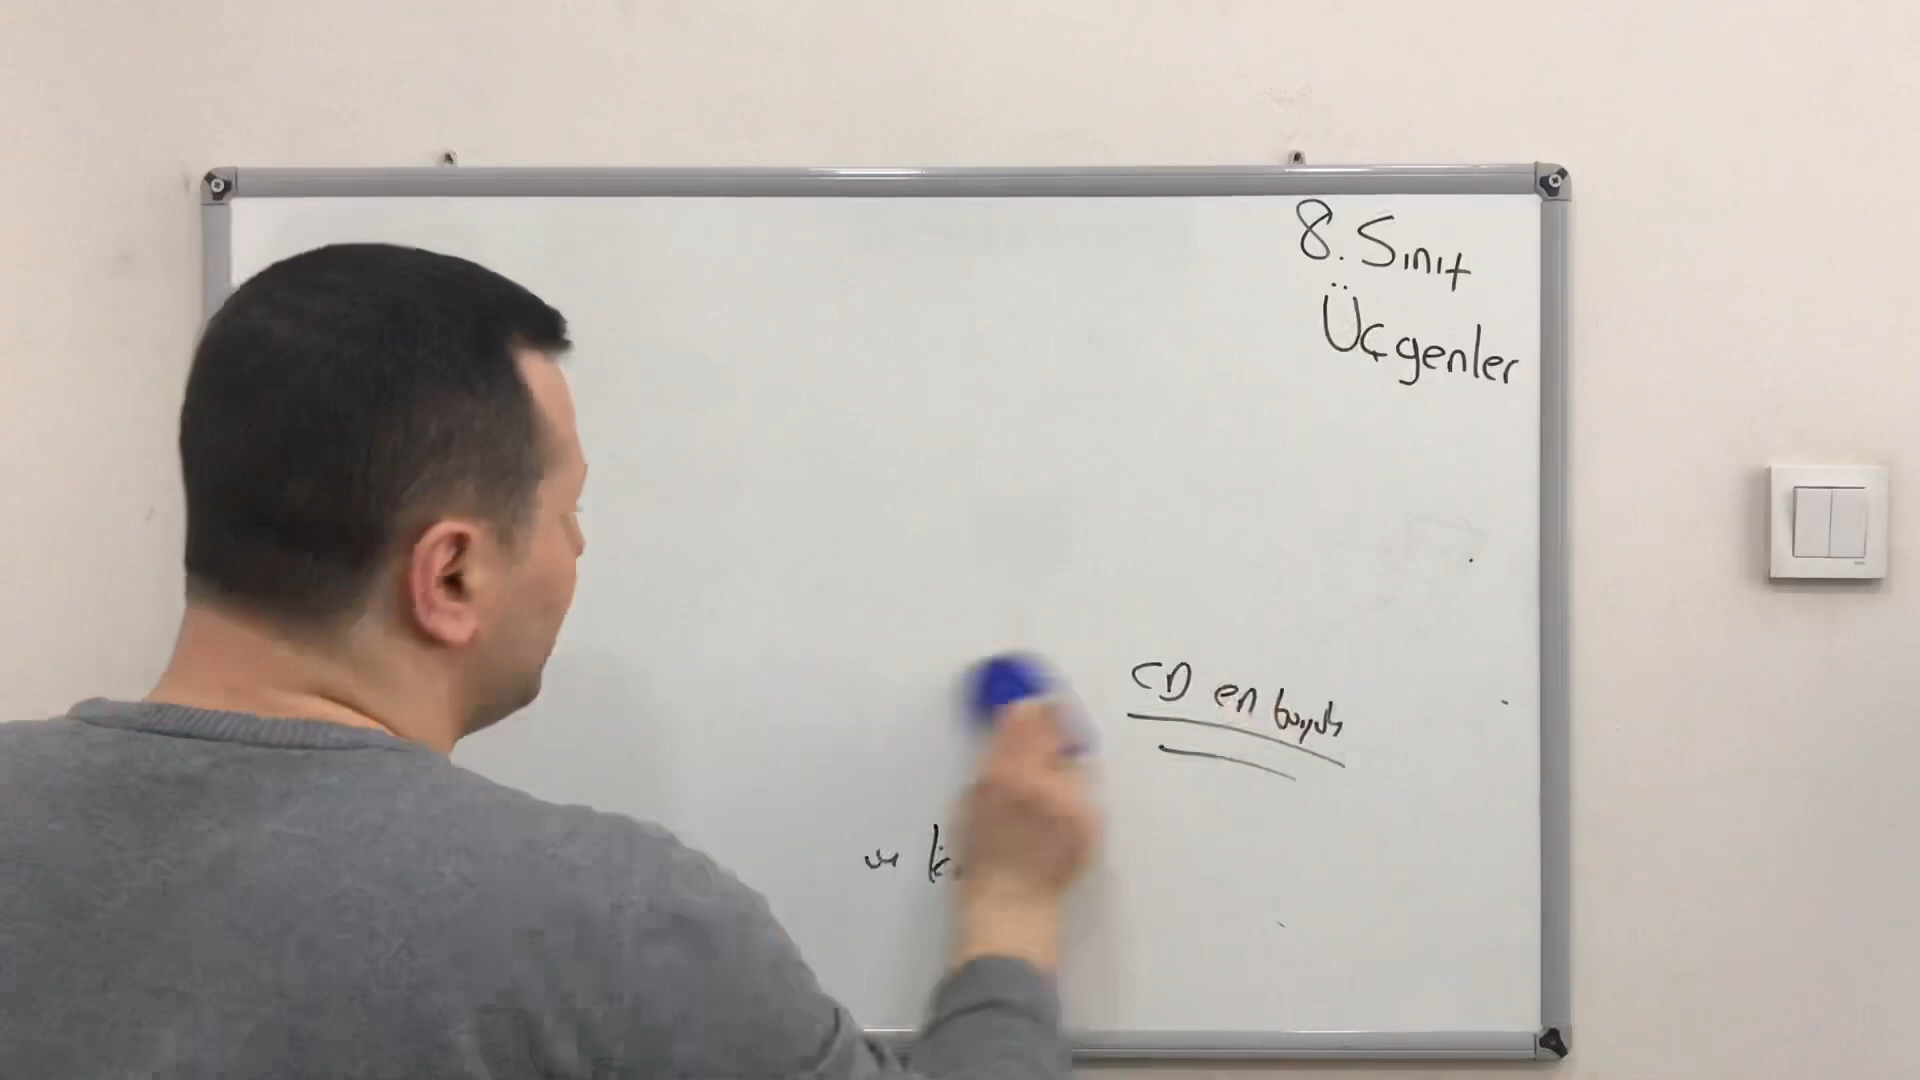 8. Sınıf
Üçgenler
CD en büyük